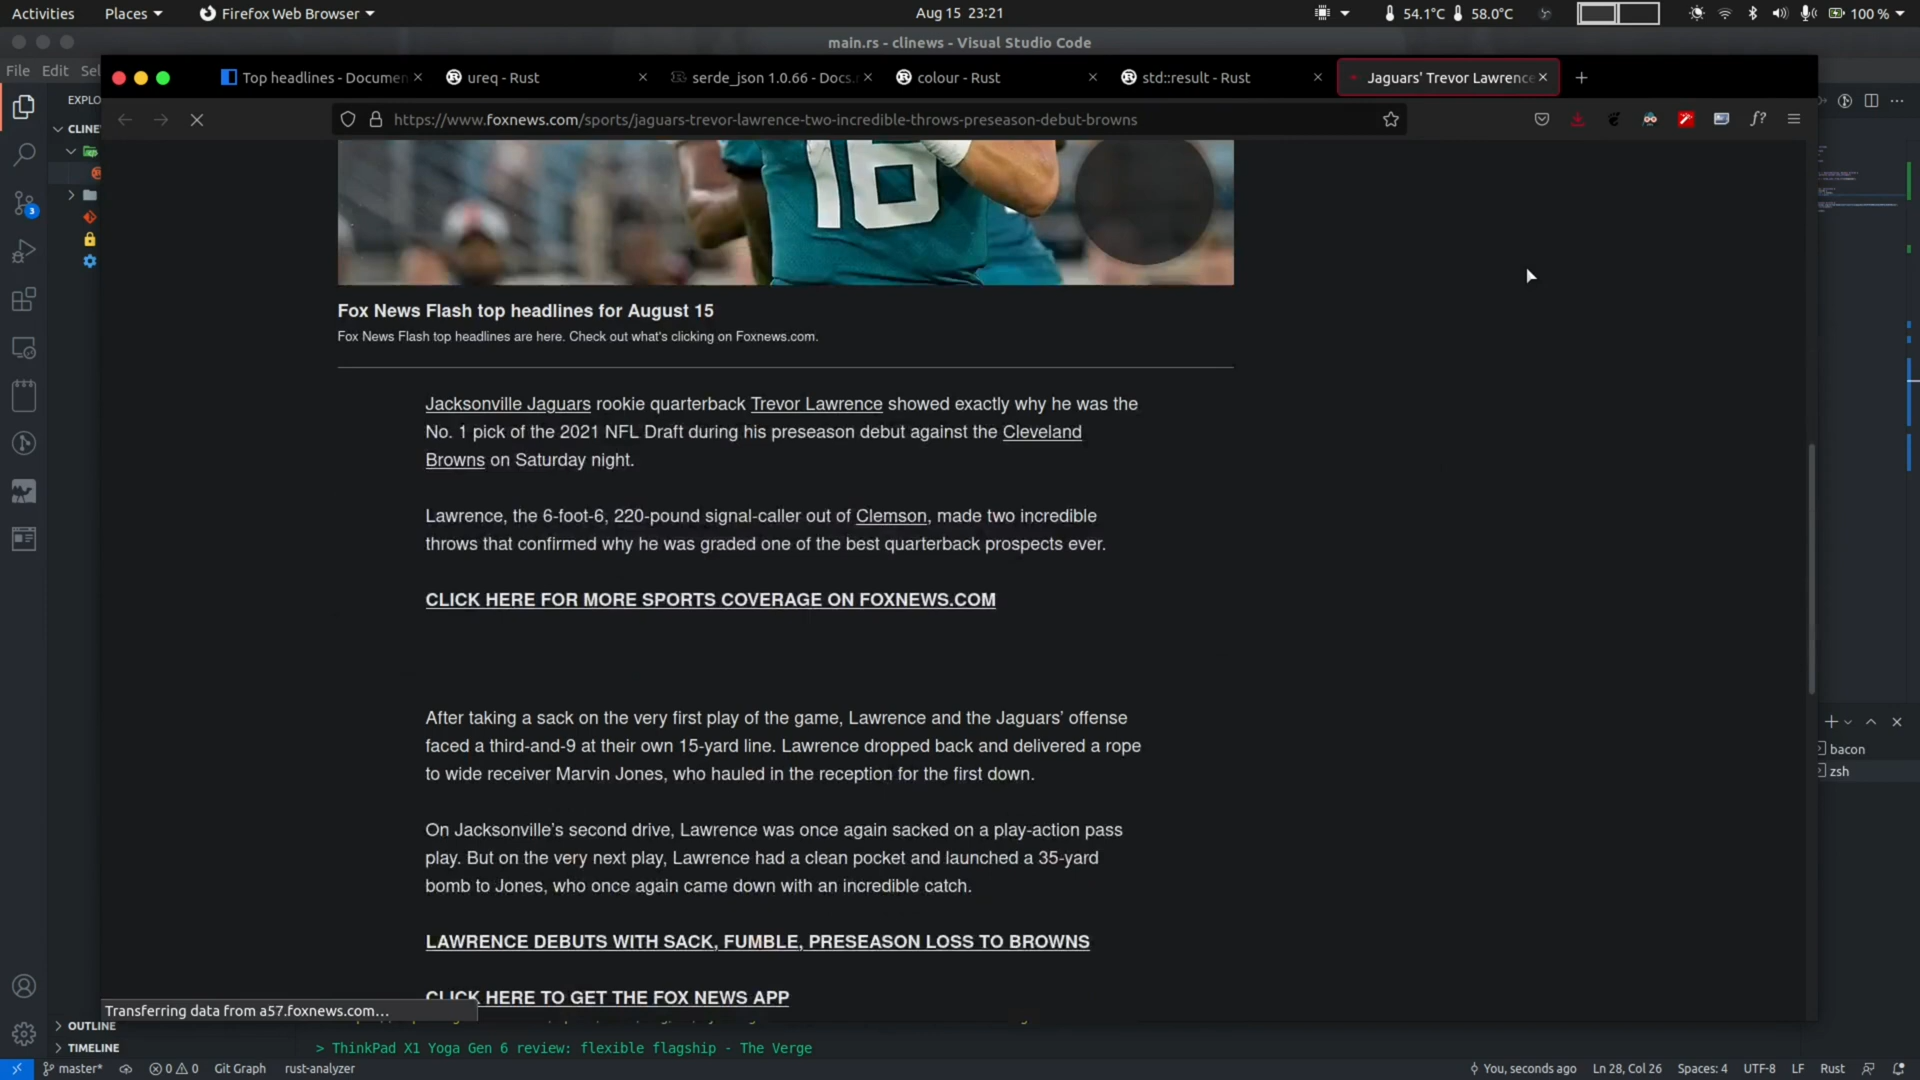 Activities Places Firefox Web Browser Aug 15 23:21 54.1°C 58.0°C 100 %
main.rs - clinews - Visual Studio Code
File Edit Sel
Top headlines - Documen ureq - Rust serde_json 1.0.66 - Docs.r colour - Rust std::result - Rust Jaguars' Trevor Lawrence
EXPLO
https://www.foxnews.com/sports/jaguars-trevor-lawrence-two-incredible-throws-preseason-debut-browns
CLINE
16
3
Fox News Flash top headlines for August 15
Fox News Flash top headlines are here. Check out what's clicking on Foxnews.com.
Jacksonville Jaguars rookie quarterback Trevor Lawrence showed exactly why he was the
No. 1 pick of the 2021 NFL Draft during his preseason debut against the Cleveland
Browns on Saturday night.
Lawrence, the 6-foot-6, 220-pound signal-caller out of Clemson, made two incredible
throws that confirmed why he was graded one of the best quarterback prospects ever.
CLICK HERE FOR MORE SPORTS COVERAGE ON FOXNEWS.COM
After taking a sack on the very first play of the game, Lawrence and the Jaguars’ offense
faced a third-and-9 at their own 15-yard line. Lawrence dropped back and delivered a rope
to wide receiver Marvin Jones, who hauled in the reception for the first down.
bacon
zsh
On Jacksonville’s second drive, Lawrence was once again sacked on a play-action pass
play. But on the very next play, Lawrence had a clean pocket and launched a 35-yard
bomb to Jones, who once again came down with an incredible catch.
LAWRENCE DEBUTS WITH SACK, FUMBLE, PRESEASON LOSS TO BROWNS
CLICK HERE TO GET THE FOX NEWS APP
Transferring data from a57.foxnews.com…
OUTLINE
TIMELINE
> ThinkPad X1 Yoga Gen 6 review: flexible flagship - The Verge
master* 0 0 Git Graph rust-analyzer You, seconds ago Ln 28, Col 26 Spaces: 4 UTF-8 LF Rust